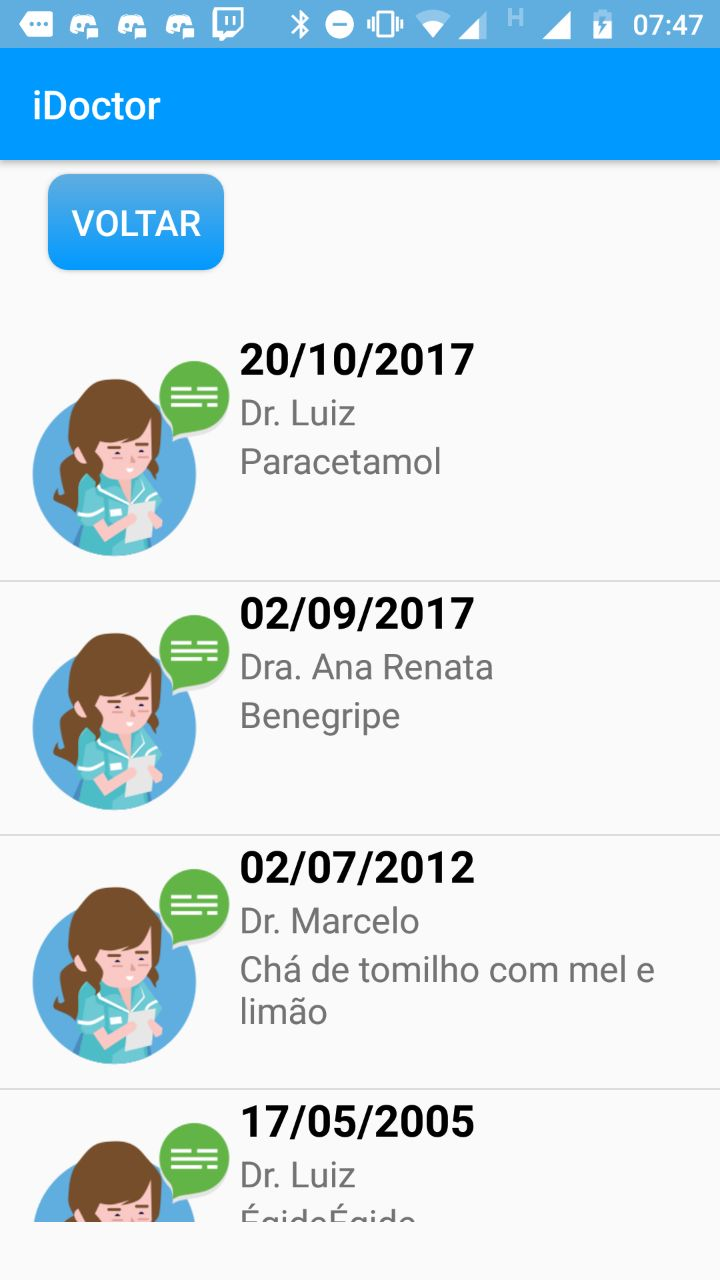 H
07:47
iDoctor
VOLTAR
20/10/2017
Dr. Luiz
Paracetamol
02/09/2017
Dra. Ana Renata
Benegripe
02/07/2012
Dr. Marcelo
Chá de tomilho com mel e
limão
17/05/2005
Dr. Luiz